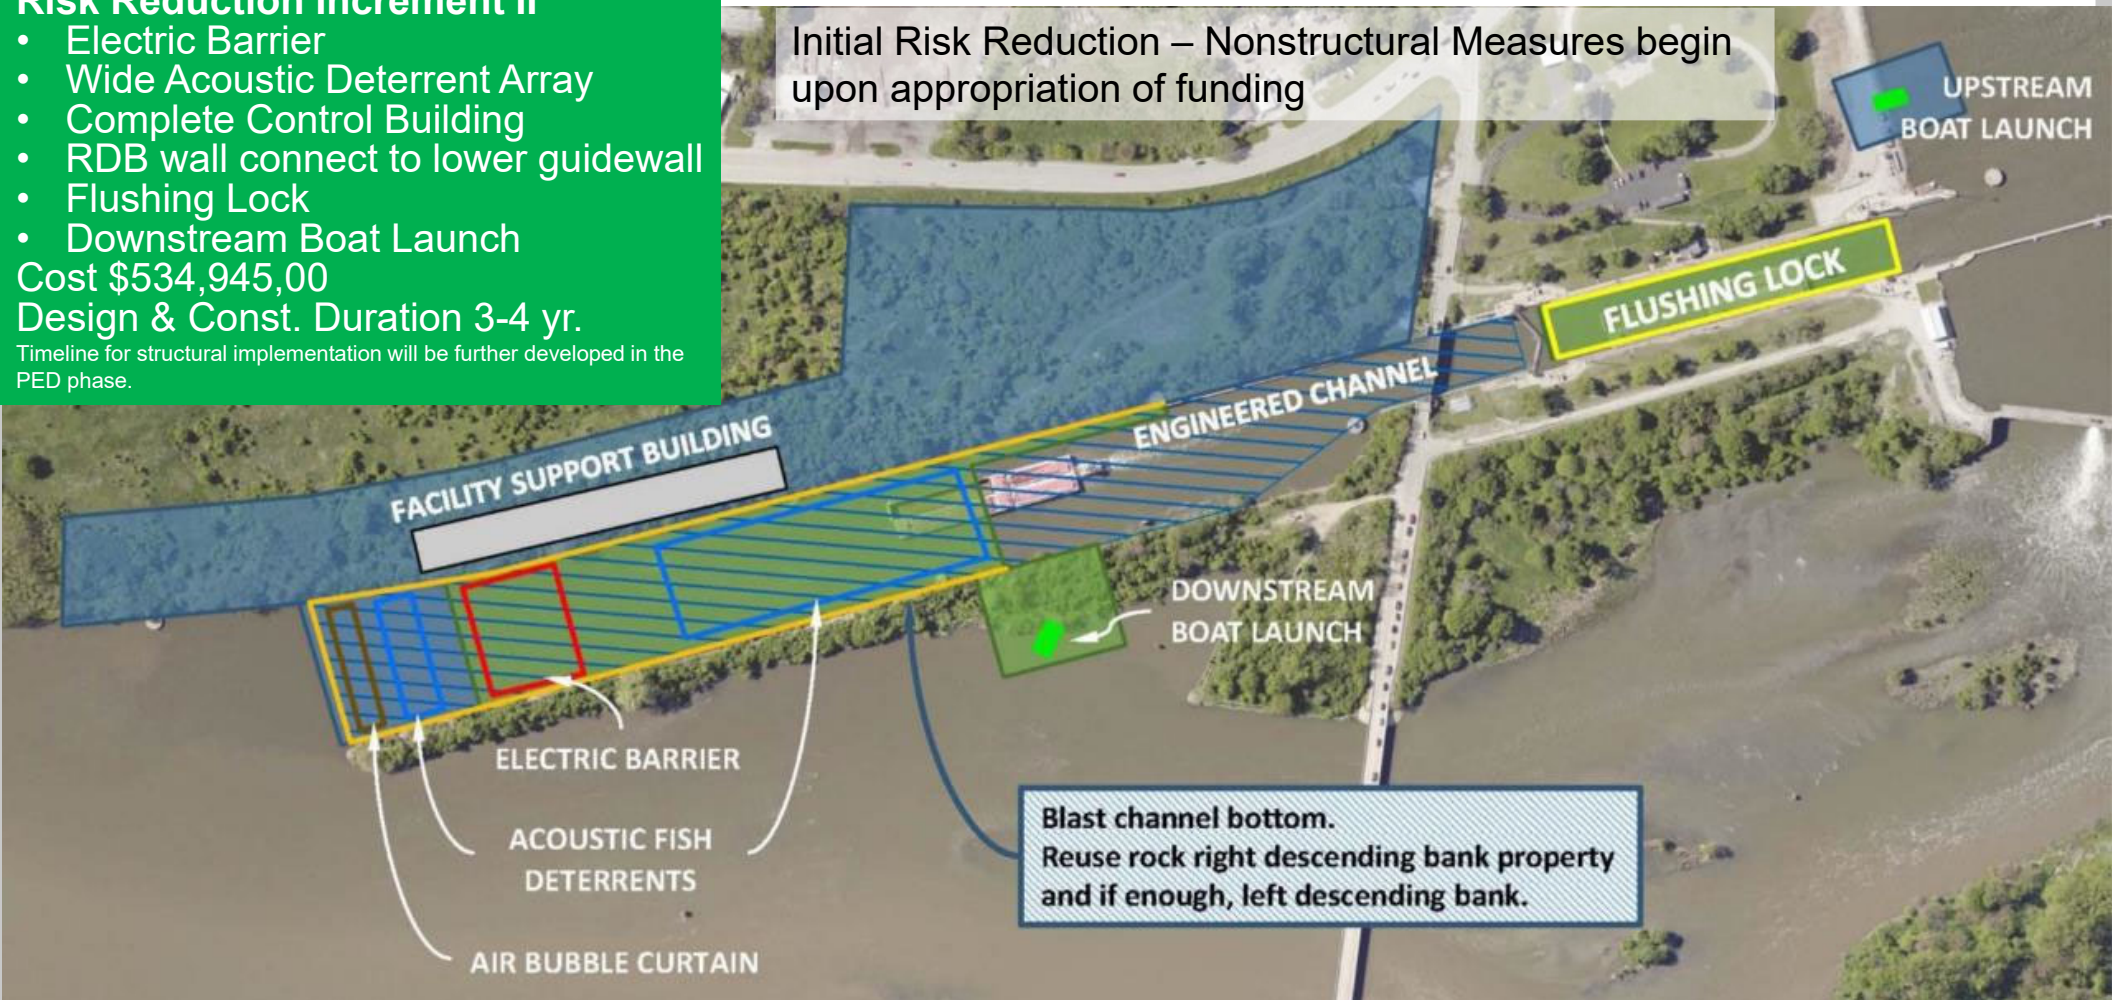 Risk Reduction Increment II
• Electric Barrier
• Wide Acoustic Deterrent Array
• Complete Control Building
• RDB wall connect to lower guidewall
• Flushing Lock
• Downstream Boat Launch
Cost $534,945,00
Design & Const. Duration 3-4 yr.
Timeline for structural implementation will be further developed in the
PED phase.
Initial Risk Reduction – Nonstructural Measures begin
upon appropriation of funding
UPSTREAM
BOAT LAUNCH
FLUSHING LOCK
ENGINEERED CHANNEL
FACILITY SUPPORT BUILDING
DOWNSTREAM
BOAT LAUNCH
ELECTRIC BARRIER
ACOUSTIC FISH
DETERRENTS
AIR BUBBLE CURTAIN
Blast channel bottom.
Reuse rock right descending bank property
and if enough, left descending bank.